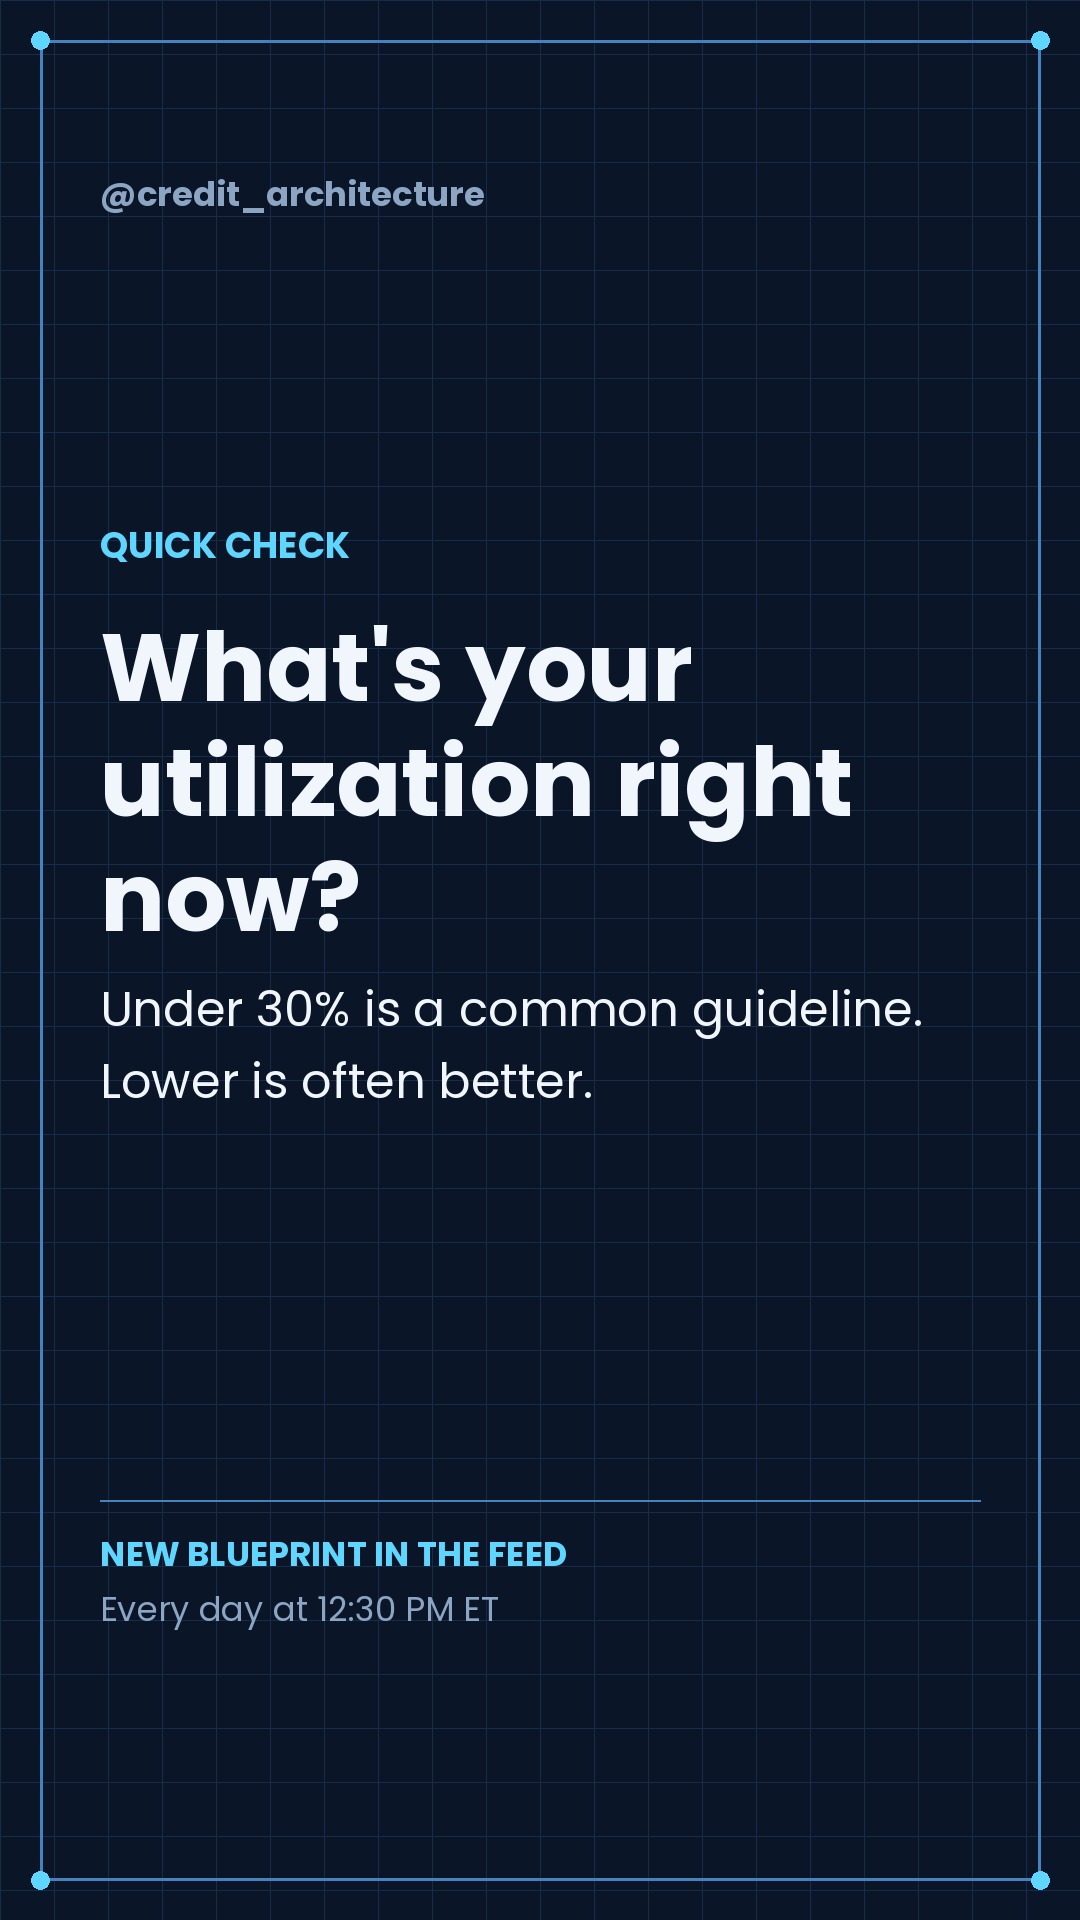 @credit_architecture
QUICK CHECK
What's your
utilization right
now?
Under 30% is a common guideline.
Lower is often better.
NEW BLUEPRINT IN THE FEED
Every day at 12:30 PM ET